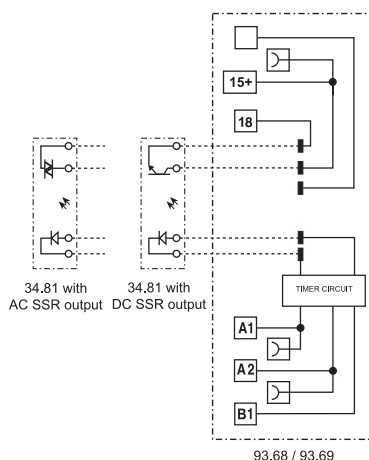 15+
18
34.81 with
AC SSR output
34.81 with
DC SSR output
TIMER CIRCUIT
A1
A2
B1
93.68 / 93.69